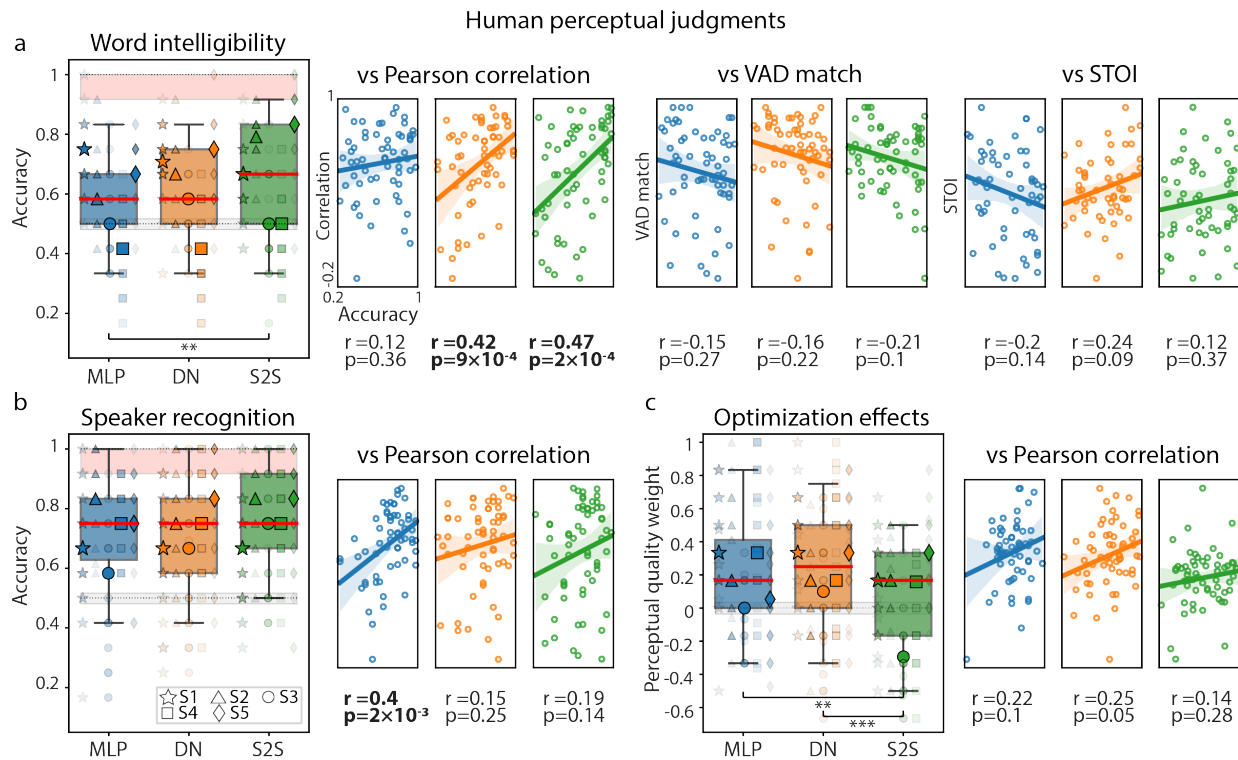 Human perceptual judgments
a
Word intelligibility
vs Pearson correlation
vs VAD match
vs STOI
Accuracy
1
0.8
0.6
0.4
0.2
**
MLP
DN
S2S
Correlation
1
-0.2
0.2
1
Accuracy
r =0.12
p=0.36
r =0.42
p=9×10-4
r =0.47
p=2×10-4
VAD match
r =-0.15
p=0.27
r =-0.16
p=0.22
r =-0.21
p=0.1
STOI
r =-0.2
p=0.14
r =0.24
p=0.09
r =0.12
p=0.37
b
Speaker recognition
vs Pearson correlation
Accuracy
1
0.8
0.6
0.4
0.2
S1
S2
S3
S4
S5
MLP
DN
S2S
r=0.4
p=2×10-3
r=0.15
p=0.25
r=0.19
p=0.14
c
Optimization effects
vs Pearson correlation
Perceptual quality weight
1
0.8
0.6
0.4
0.2
0
-0.2
-0.4
-0.6
**
***
MLP
DN
S2S
r=0.22
p=0.1
r=0.25
p=0.05
r=0.14
p=0.28